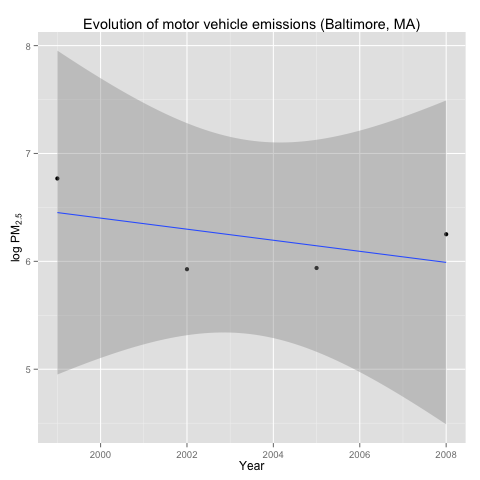 Evolution of motor vehicle emissions (Baltimore, MA)
8
7
6
5
log PM2.5
2000 2002 2004 2006 2008
Year